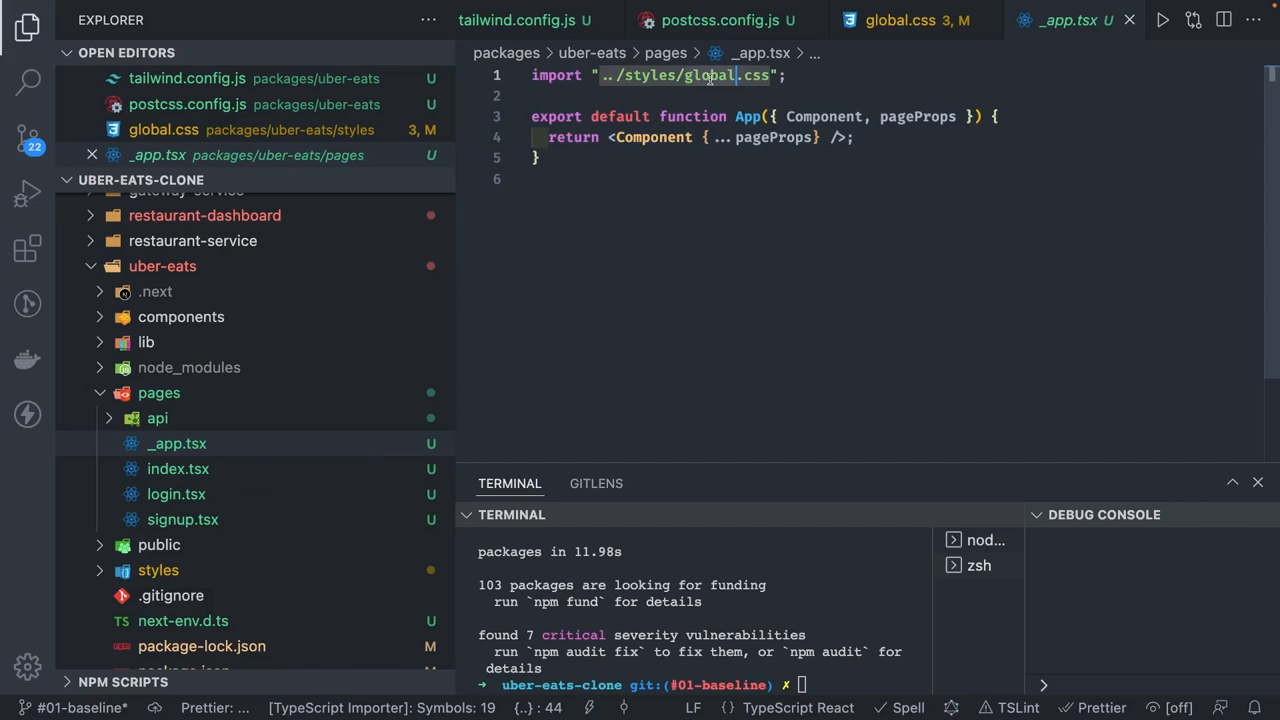 EXPLORER
OPEN EDITORS
tailwind.config.js packages/uber-eats U
postcss.config.js packages/uber-eats U
global.css packages/uber-eats/styles 3, M
_app.tsx packages/uber-eats/pages U
UBER-EATS-CLONE
gateway-service
restaurant-dashboard
restaurant-service
uber-eats
.next
components
lib
node_modules
pages
api
_app.tsx U
index.tsx U
login.tsx U
signup.tsx U
public
styles
.gitignore
TS next-env.d.ts U
package-lock.json M
22
NPM SCRIPTS
tailwind.config.js U
postcss.config.js U
global.css 3, M
_app.tsx U
packages > uber-eats > pages > _app.tsx > ...
1 import "../styles/global.css";
2
3 export default function App({ Component, pageProps }) {
4 return <Component {...pageProps} />;
5 }
6
TERMINAL
GITLENS
TERMINAL
packages in 11.98s
103 packages are looking for funding
run `npm fund` for details
found 7 critical severity vulnerabilities
run `npm audit fix` to fix them, or `npm audit` for
details
→ uber-eats-clone git:(#01-baseline) ✗
nod...
zsh
DEBUG CONSOLE
#01-baseline*
Prettier: ...
[TypeScript Importer]: Symbols: 19
{..} : 44
LF
{} TypeScript React
Spell
TSLint
Prettier
[off]